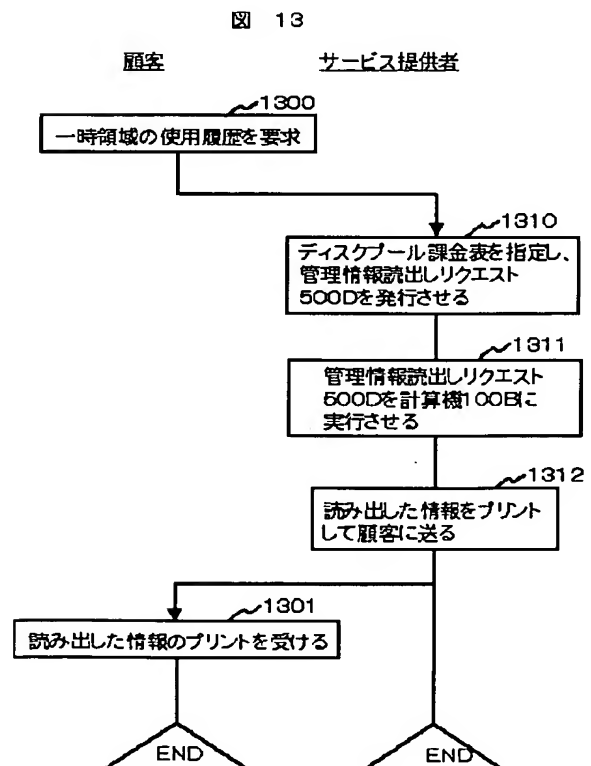 図 13
顧客 サービス提供者
1300
一時領域の使用履歴を要求
1310
ディスクプール課金表を指定し、
管理情報読出しリクエスト
500Dを発行させる
1311
管理情報読出しリクエスト
500Dを計算機100Bに
実行させる
1312
読み出した情報をプリント
して顧客に送る
1301
読み出した情報のプリントを受ける
END END